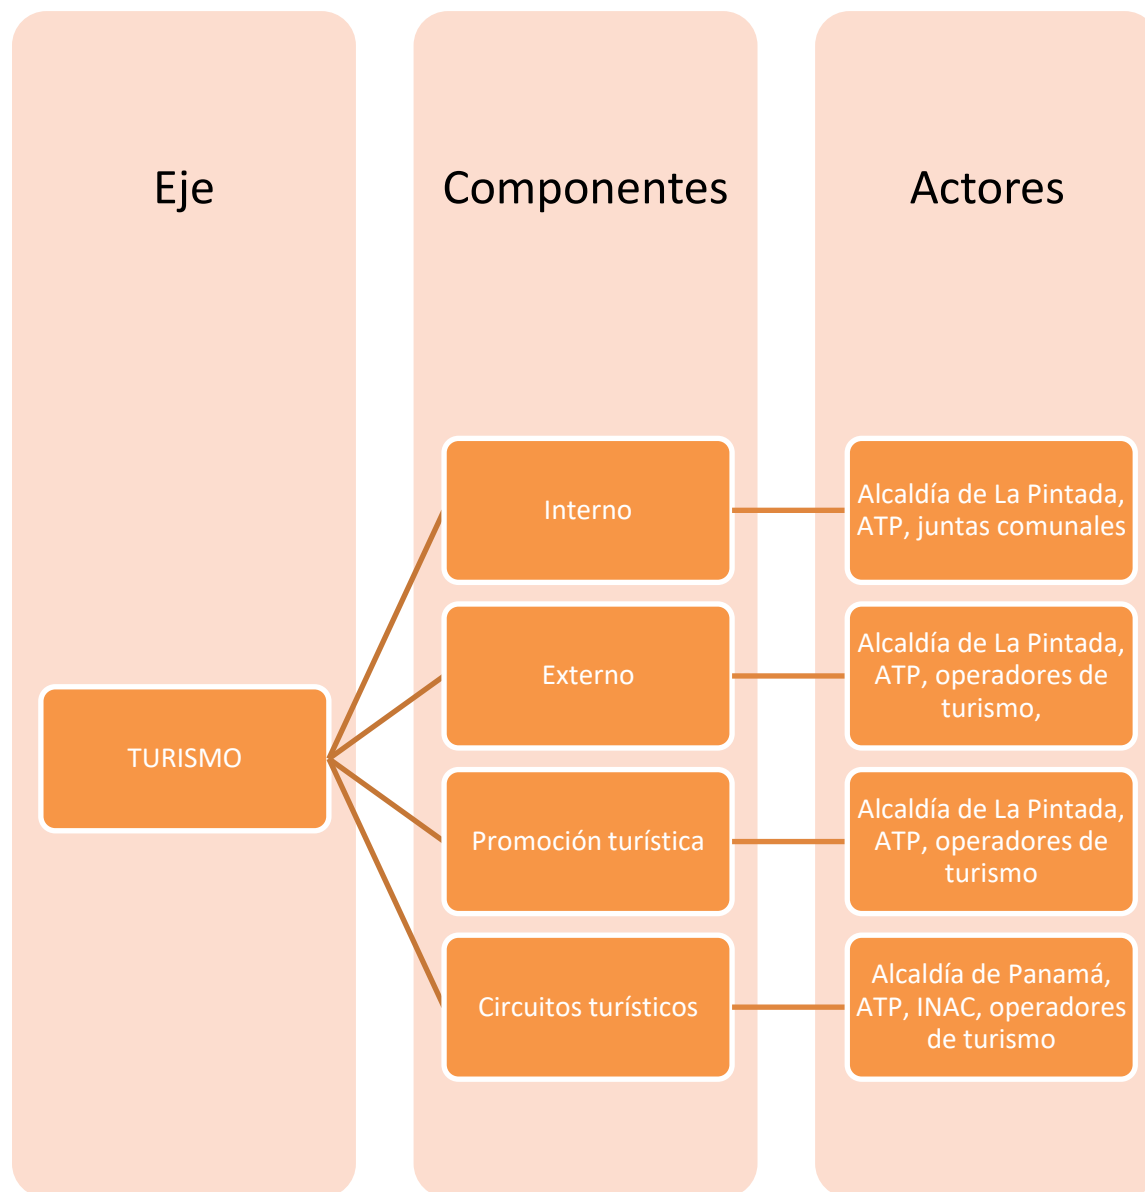 Eje
Componentes
Actores
TURISMO
Interno
Alcaldía de La Pintada,
ATP, juntas comunales
Externo
Alcaldía de La Pintada,
ATP, operadores de
turismo,
Promoción turística
Alcaldía de La Pintada,
ATP, operadores de
turismo
Circuitos turísticos
Alcaldía de Panamá,
ATP, INAC, operadores
de turismo